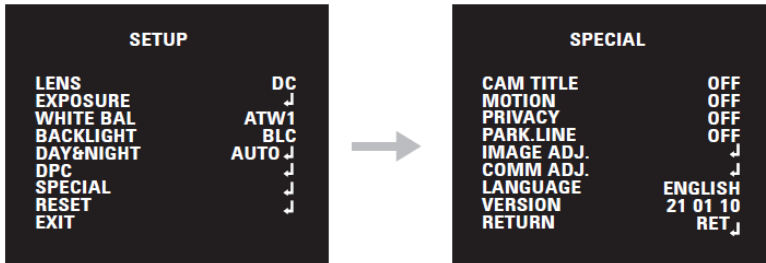 SETUP
LENS DC
EXPOSURE ↲
WHITE BAL ATW1
BACKLIGHT BLC
DAY&NIGHT AUTO ↲
DPC ↲
SPECIAL ↲
RESET ↲
EXIT
SPECIAL
CAM TITLE OFF
MOTION OFF
PRIVACY OFF
PARK.LINE OFF
IMAGE ADJ. ↲
COMM ADJ. ↲
LANGUAGE ENGLISH
VERSION 21 01 10
RETURN RET ↲